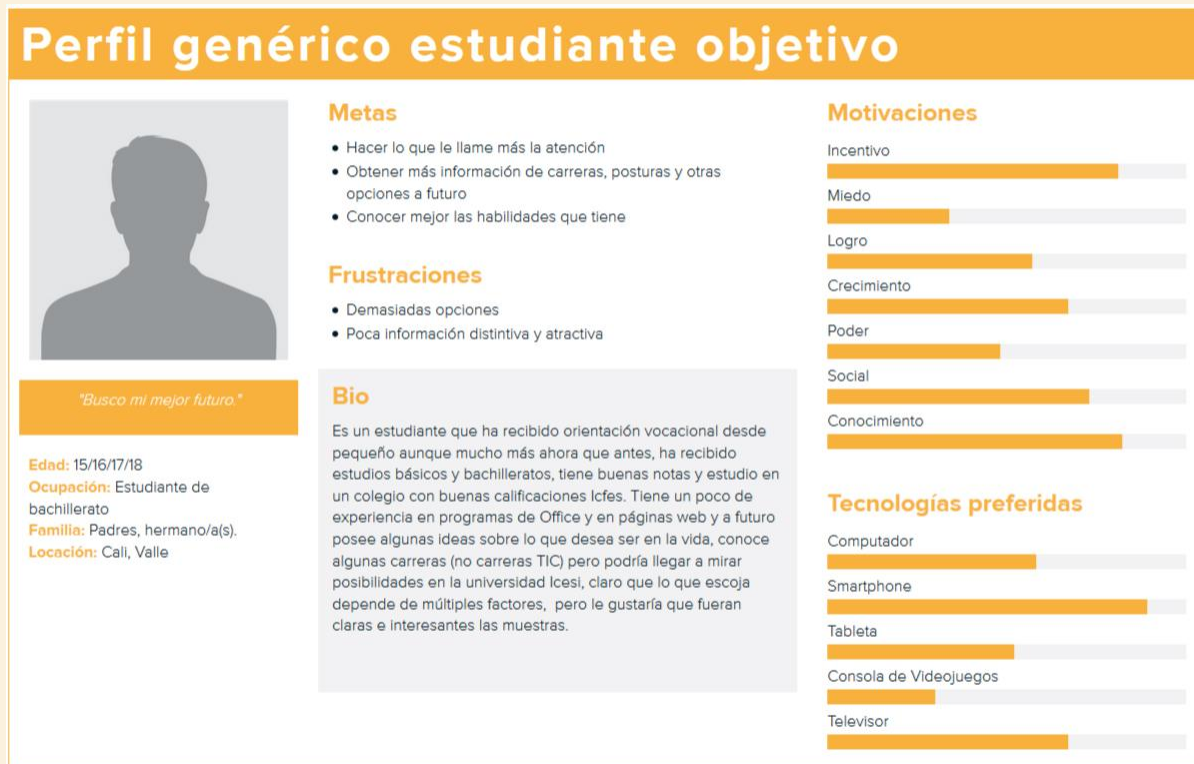 Perfil genérico estudiante objetivo
"Busco mi mejor futuro."
Edad: 15/16/17/18
Ocupación: Estudiante de
bachillerato
Familia: Padres, hermano/a(s).
Locación: Cali, Valle
Metas
• Hacer lo que le llame más la atención
• Obtener más información de carreras, posturas y otras
opciones a futuro
• Conocer mejor las habilidades que tiene
Frustraciones
• Demasiadas opciones
• Poca información distintiva y atractiva
Bio
Es un estudiante que ha recibido orientación vocacional desde
pequeño aunque mucho más ahora que antes, ha recibido
estudios básicos y bachilleratos, tiene buenas notas y estudio en
un colegio con buenas calificaciones Icfes. Tiene un poco de
experiencia en programas de Office y en páginas web y a futuro
posee algunas ideas sobre lo que desea ser en la vida, conoce
algunas carreras (no carreras TIC) pero podría llegar a mirar
posibilidades en la universidad Icesi, claro que lo que escoja
depende de múltiples factores, pero le gustaría que fueran
claras e interesantes las muestras.
Motivaciones
Incentivo
Miedo
Logro
Crecimiento
Poder
Social
Conocimiento
Tecnologías preferidas
Computador
Smartphone
Tableta
Consola de Videojuegos
Televisor